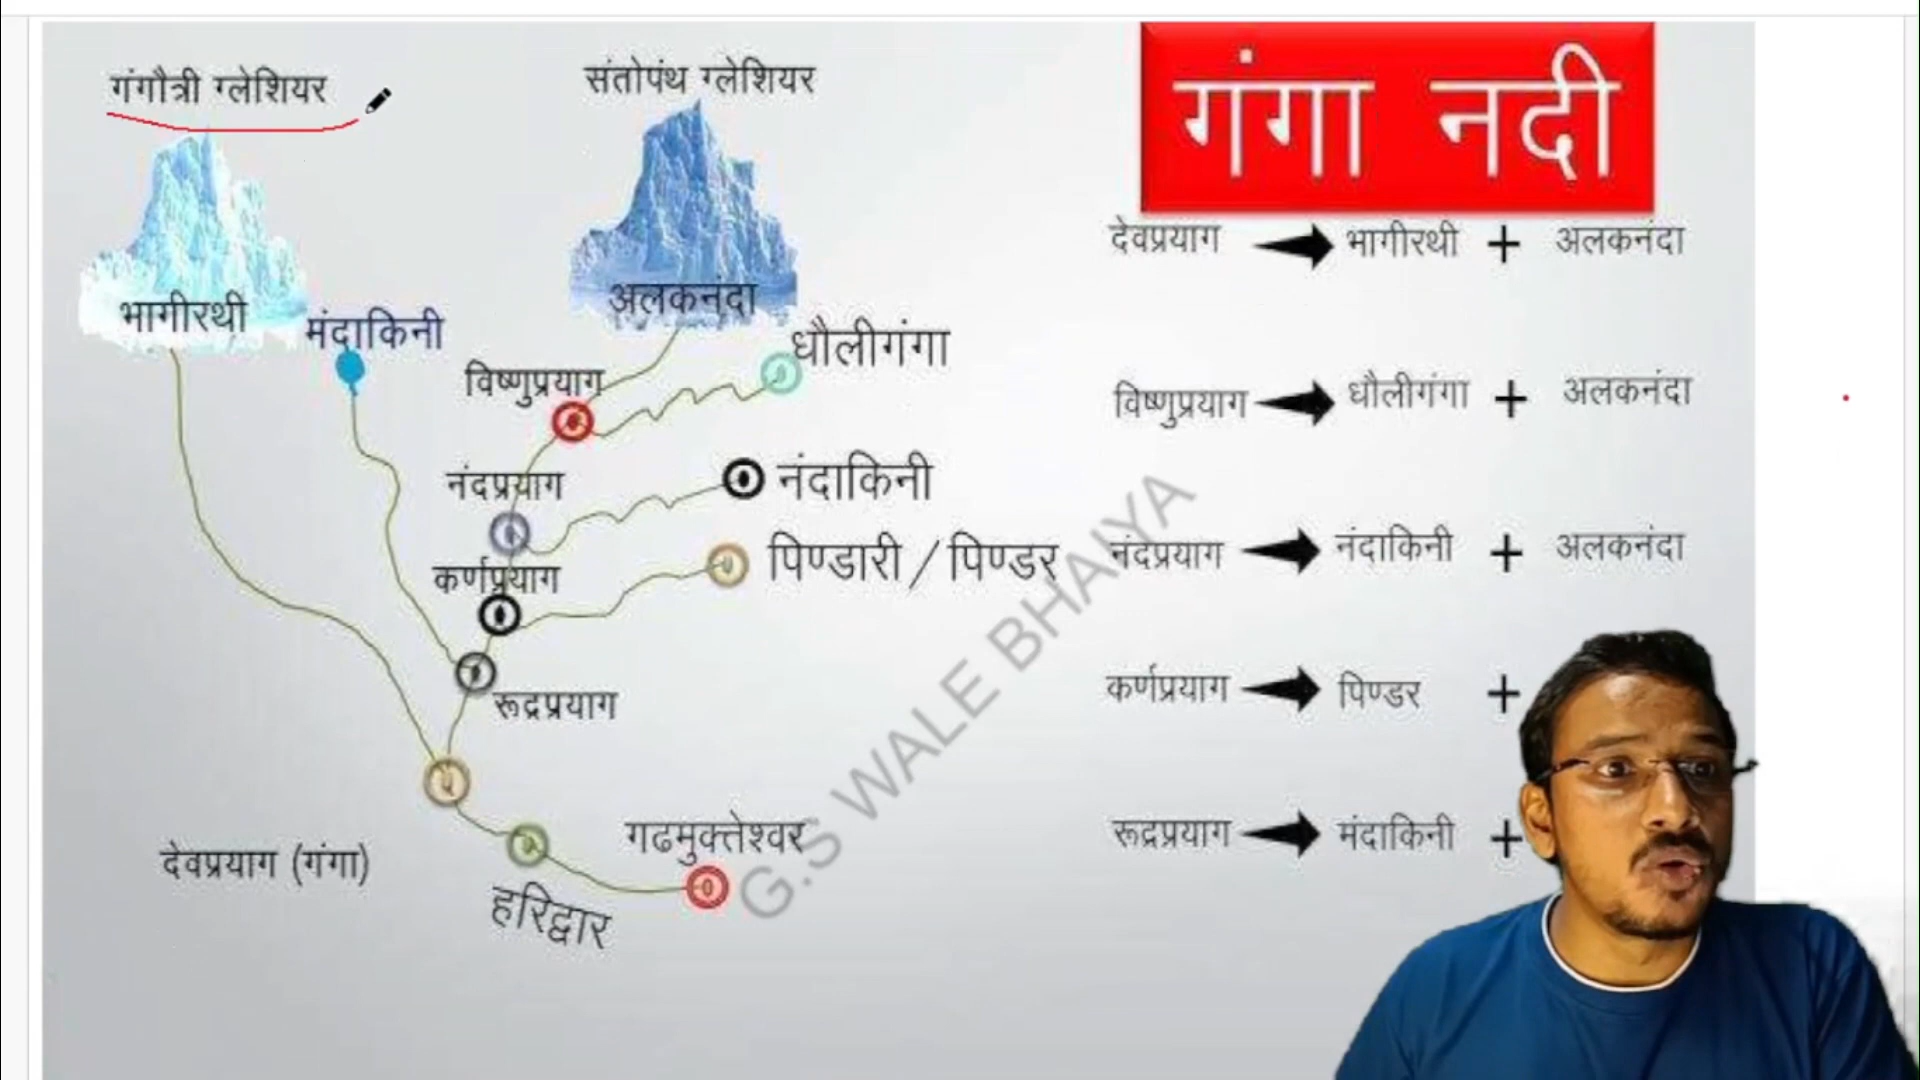 गंगौत्री ग्लेशियर
संतोपंथ ग्लेशियर
गंगा नदी
भागीरथी
मंदाकिनी
अलकनंदा
धौलीगंगा
विष्णुप्रयाग
नंदप्रयाग
नंदाकिनी
कर्णप्रयाग
पिण्डारी / पिण्डर
रूद्रप्रयाग
देवप्रयाग (गंगा)
हरिद्वार
गढमुक्तेश्वर
देवप्रयाग भागीरथी + अलकनंदा
विष्णुप्रयाग धौलीगंगा + अलकनंदा
नंदप्रयाग नंदाकिनी + अलकनंदा
कर्णप्रयाग पिण्डर +
रूद्रप्रयाग मंदाकिनी +
G.S WALE BHAIYA